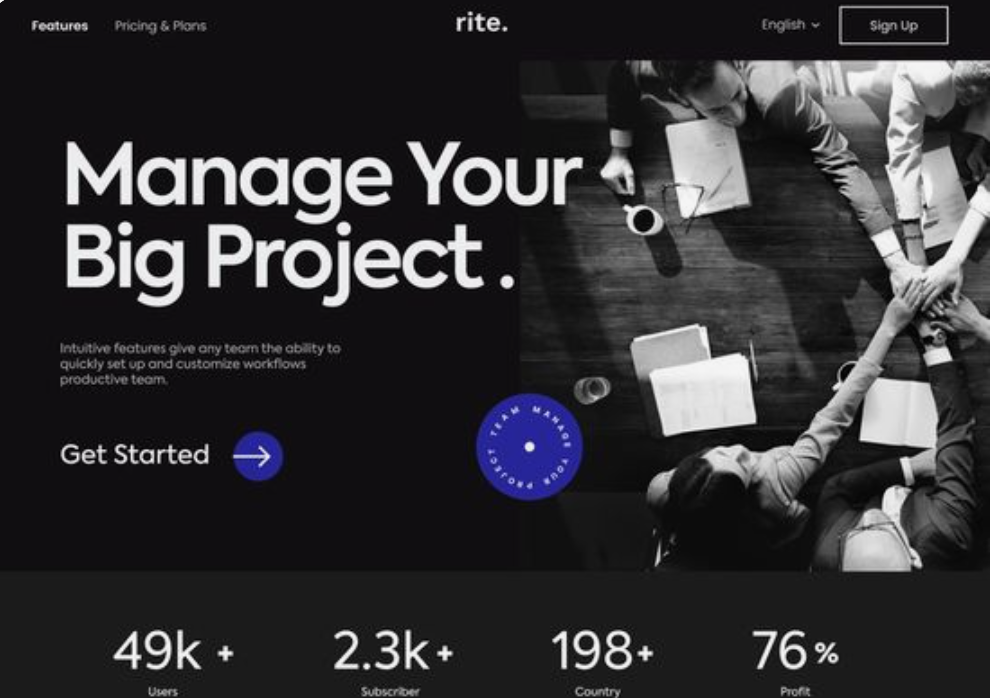 Features
Pricing & Plans
rite.
English
Sign Up
Manage Your
Big Project .
Intuitive features give any team the ability to
quickly set up and customize workflows
productive team.
Get Started
TEAM MANAGE YOUR PROJECT
49k +
Users
2.3k +
Subscriber
198+
Country
76 %
Profit